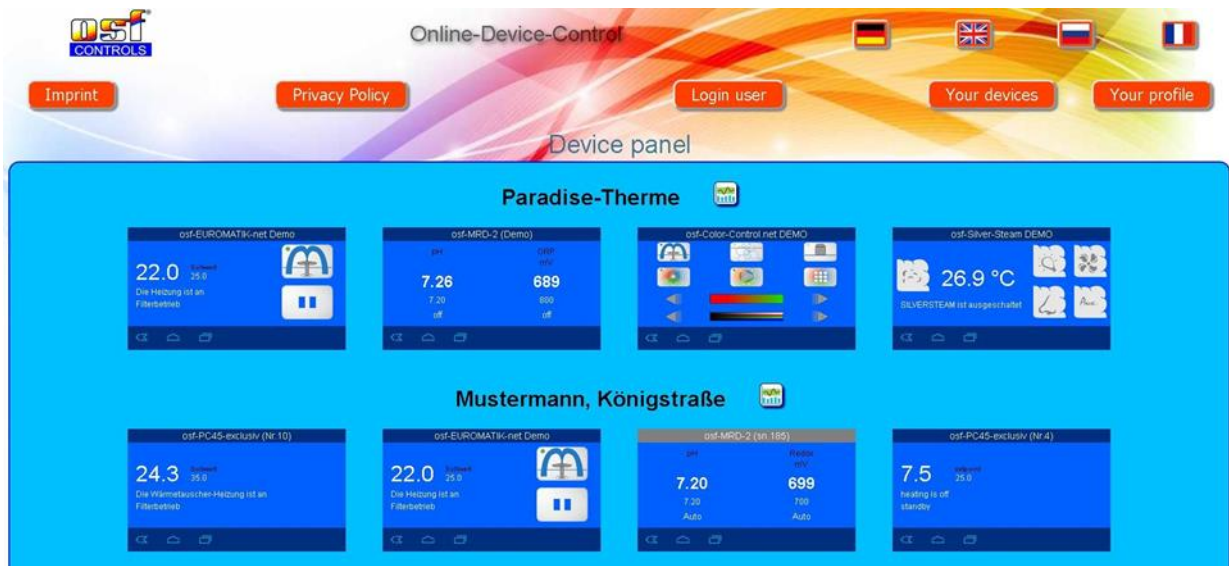 osf
CONTROLS
Online-Device-Control
Imprint
Privacy Policy
Login user
Your devices
Your profile
Device panel
Paradise-Therme
osf-EUROMATIK-net Demo
22.0 Sollwert 25.0
Die Heizung ist an
Filterbetrieb
osf-MRD-2 (Demo)
pH ORP
mV
7.26 689
7.20 800
off off
osf-Color-Control.net DEMO
osf-Silver-Steam DEMO
26.9 °C
SILVERSTEAM ist ausgeschaltet
Mustermann, Königstraße
osf-PC45-exclusiv (Nr.10)
24.3 Sollwert 35.0
Die Wärmetauscher-Heizung ist an
Filterbetrieb
osf-EUROMATIK-net Demo
22.0 Sollwert 25.0
Die Heizung ist an
Filterbetrieb
osf-MRD-2 (sn.185)
pH Redox
mV
7.20 699
7.20 700
Auto Auto
osf-PC45-exclusiv (Nr.4)
7.5 25.0
heating is off
standby